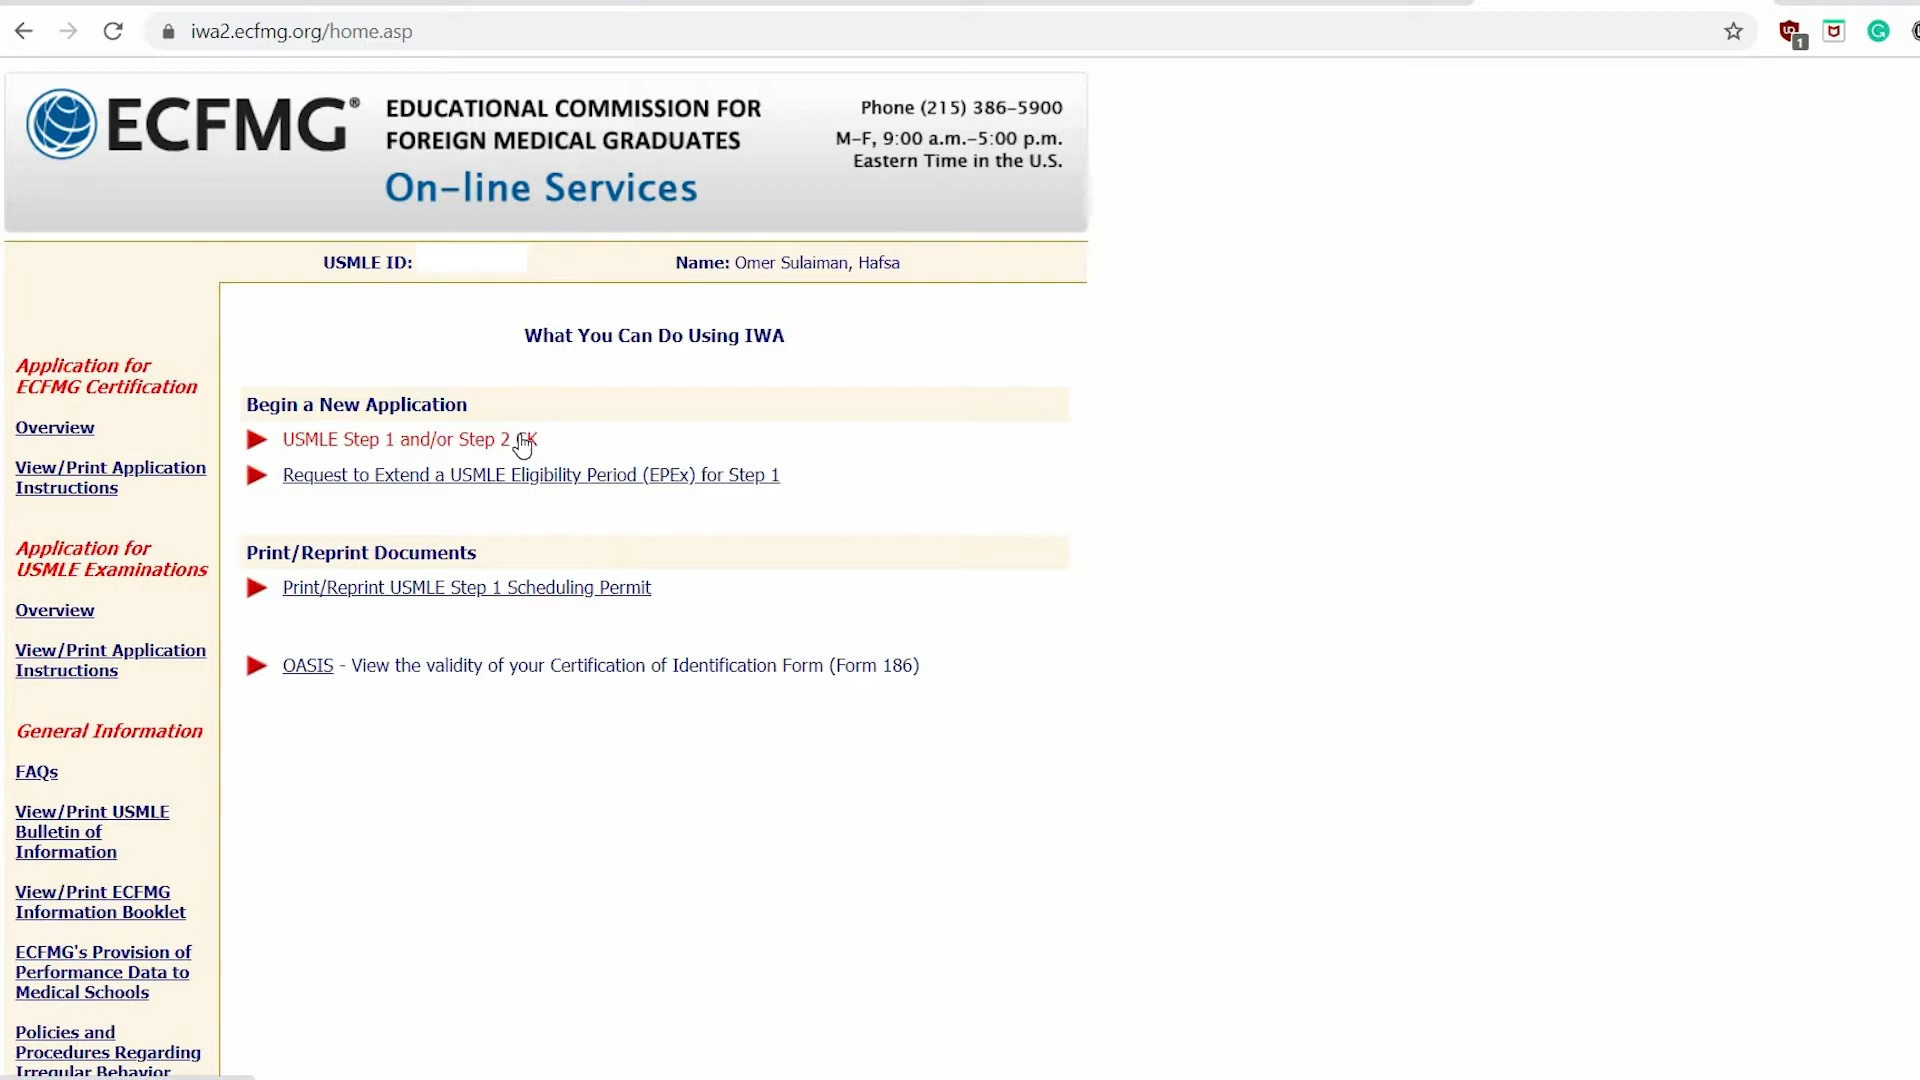 iwa2.ecfmg.org/home.asp
1
ECFMG®
EDUCATIONAL COMMISSION FOR
FOREIGN MEDICAL GRADUATES
On-line Services
Phone (215) 386-5900
M-F, 9:00 a.m.-5:00 p.m.
Eastern Time in the U.S.
USMLE ID:
Name: Omer Sulaiman, Hafsa
Application for
ECFMG Certification
Overview
View/Print Application
Instructions
Application for
USMLE Examinations
Overview
View/Print Application
Instructions
General Information
FAQs
View/Print USMLE
Bulletin of
Information
View/Print ECFMG
Information Booklet
ECFMG's Provision of
Performance Data to
Medical Schools
Policies and
Procedures Regarding
Irregular Behavior
What You Can Do Using IWA
Begin a New Application
USMLE Step 1 and/or Step 2 CK
Request to Extend a USMLE Eligibility Period (EPEx) for Step 1
Print/Reprint Documents
Print/Reprint USMLE Step 1 Scheduling Permit
OASIS - View the validity of your Certification of Identification Form (Form 186)